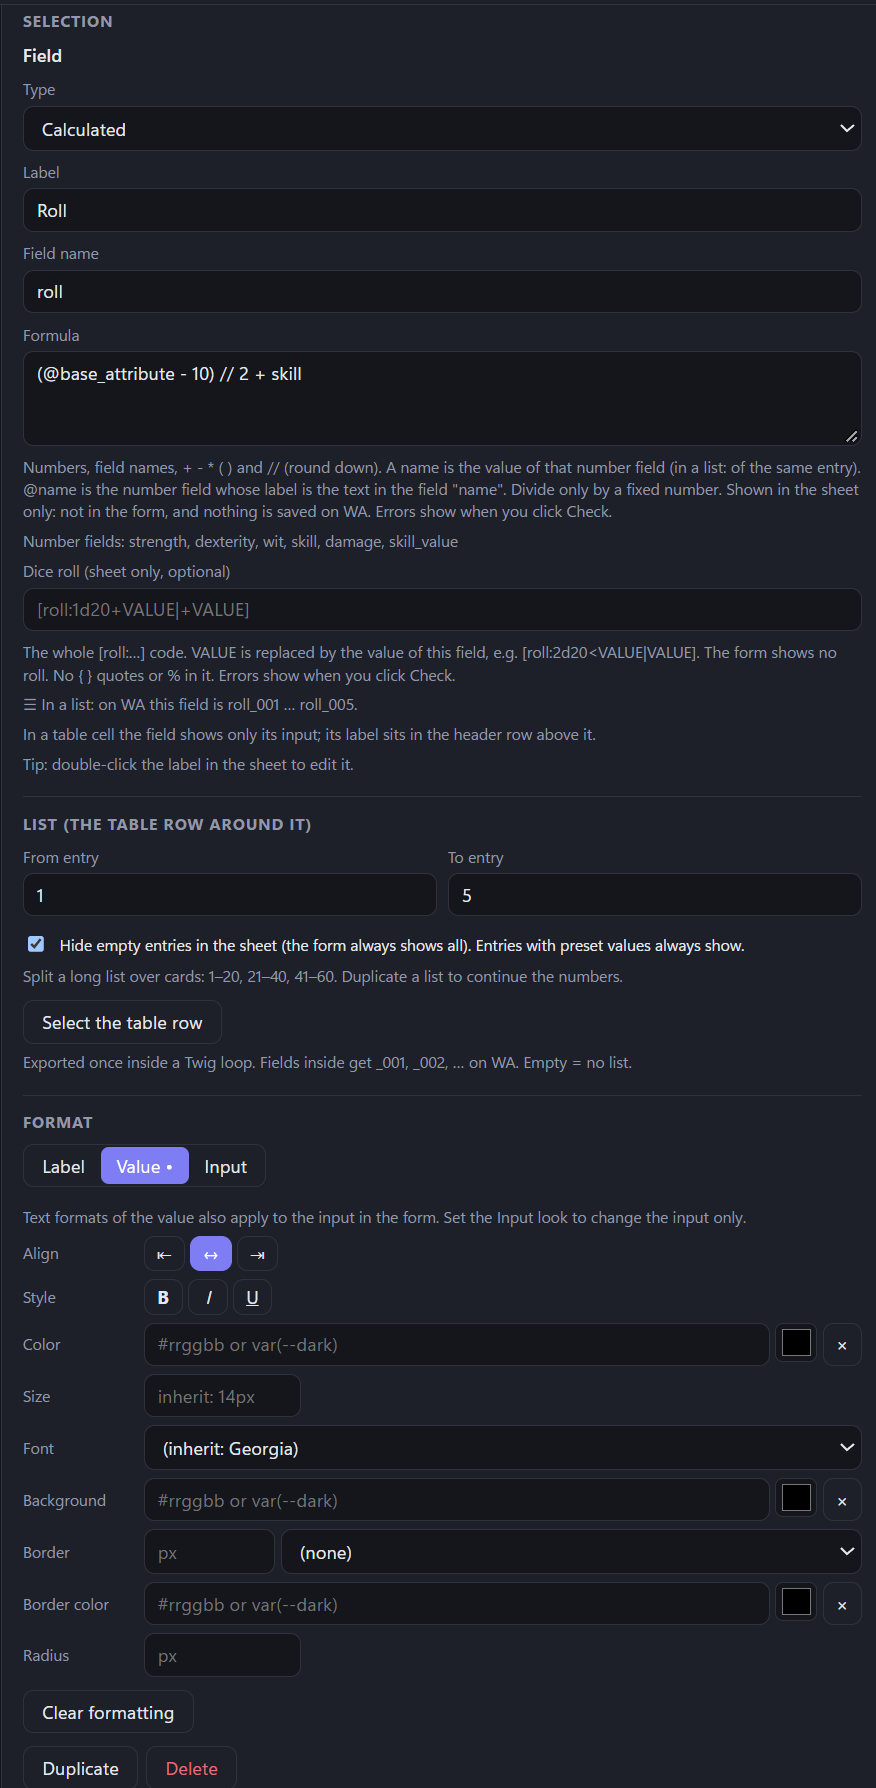 SELECTION
Field
Type
Calculated
Label
Roll
Field name
roll
Formula
(@base_attribute - 10) // 2 + skill
Numbers, field names, + - * ( ) and // (round down). A name is the value of that number field (in a list: of the same entry).
@name is the number field whose label is the text in the field "name". Divide only by a fixed number. Shown in the sheet
only: not in the form, and nothing is saved on WA. Errors show when you click Check.
Number fields: strength, dexterity, wit, skill, damage, skill_value
Dice roll (sheet only, optional)
[roll:1d20+VALUE|+VALUE]
The whole [roll:...] code. VALUE is replaced by the value of this field, e.g. [roll:2d20<VALUE|VALUE]. The form shows no
roll. No { } quotes or % in it. Errors show when you click Check.
☰ In a list: on WA this field is roll_001 ... roll_005.
In a table cell the field shows only its input; its label sits in the header row above it.
Tip: double-click the label in the sheet to edit it.
LIST (THE TABLE ROW AROUND IT)
From entry To entry
1 5
Hide empty entries in the sheet (the form always shows all). Entries with preset values always show.
Split a long list over cards: 1–20, 21–40, 41–60. Duplicate a list to continue the numbers.
Select the table row
Exported once inside a Twig loop. Fields inside get _001, _002, ... on WA. Empty = no list.
FORMAT
Label Value • Input
Text formats of the value also apply to the input in the form. Set the Input look to change the input only.
Align ⇤ ↔ ⇥
Style B I U
Color #rrggbb or var(--dark) ×
Size inherit: 14px
Font (inherit: Georgia)
Background #rrggbb or var(--dark) ×
Border px (none)
Border color #rrggbb or var(--dark) ×
Radius px
Clear formatting
Duplicate Delete